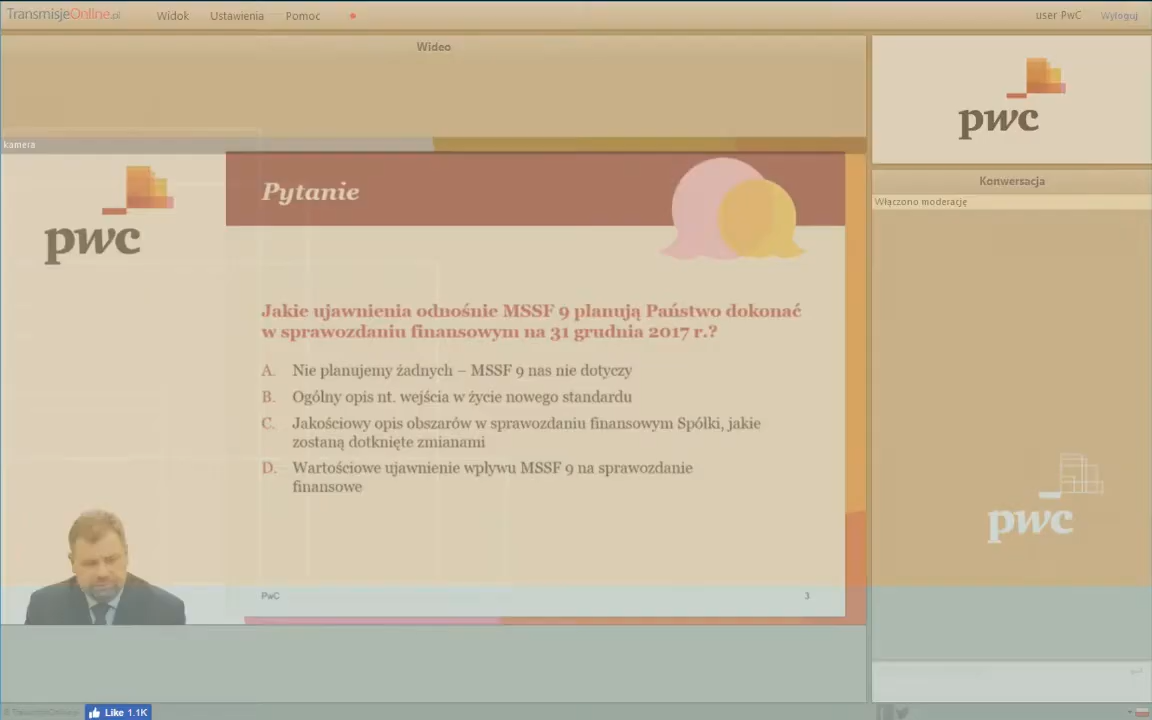 TransmisjeOnline.pl
Widok Ustawienia Pomoc
user PwC Wyloguj
Wideo
kamera
pwc
Pytanie
Jakie ujawnienia odnośnie MSSF 9 planują Państwo dokonać
w sprawozdaniu finansowym na 31 grudnia 2017 r.?
A. Nie planujemy żadnych – MSSF 9 nas nie dotyczy
B. Ogólny opis nt. wejścia w życie nowego standardu
C. Jakościowy opis obszarów w sprawozdaniu finansowym Spółki, jakie
zostaną dotknięte zmianami
D. Wartościowe ujawnienie wpływu MSSF 9 na sprawozdanie
finansowe
PwC 3
pwc
Konwersacja
Włączono moderację
pwc
© TransmisjeOnline.pl
Like 1.1K